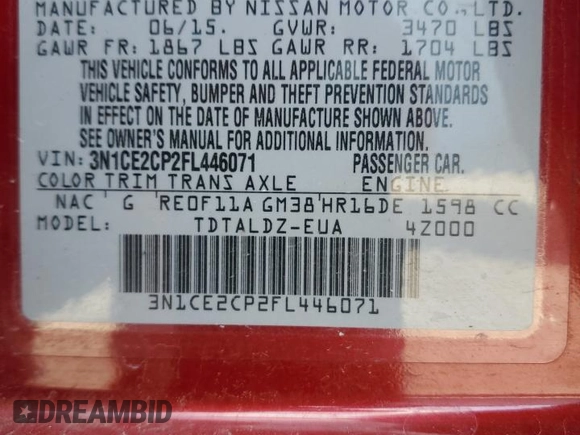 MANUFACTURED BY NISSAN MOTOR CO., LTD.
DATE: 06/15. GVWR: 3470 LBS
GAWR FR: 1867 LBS GAWR RR: 1704 LBS
THIS VEHICLE CONFORMS TO ALL APPLICABLE FEDERAL MOTOR
VEHICLE SAFETY, BUMPER AND THEFT PREVENTION STANDARDS
IN EFFECT ON THE DATE OF MANUFACTURE SHOWN ABOVE.
SEE OWNER'S MANUAL FOR ADDITIONAL INFORMATION.
VIN: 3N1CE2CP2FL446071 PASSENGER CAR.
COLOR TRIM TRANS AXLE ENGINE
NAC G RE0F11A GM38 HR16DE 1598 CC
MODEL: TDTALDZ-EUA 4Z000
3N1CE2CP2FL446071
DREAMBID